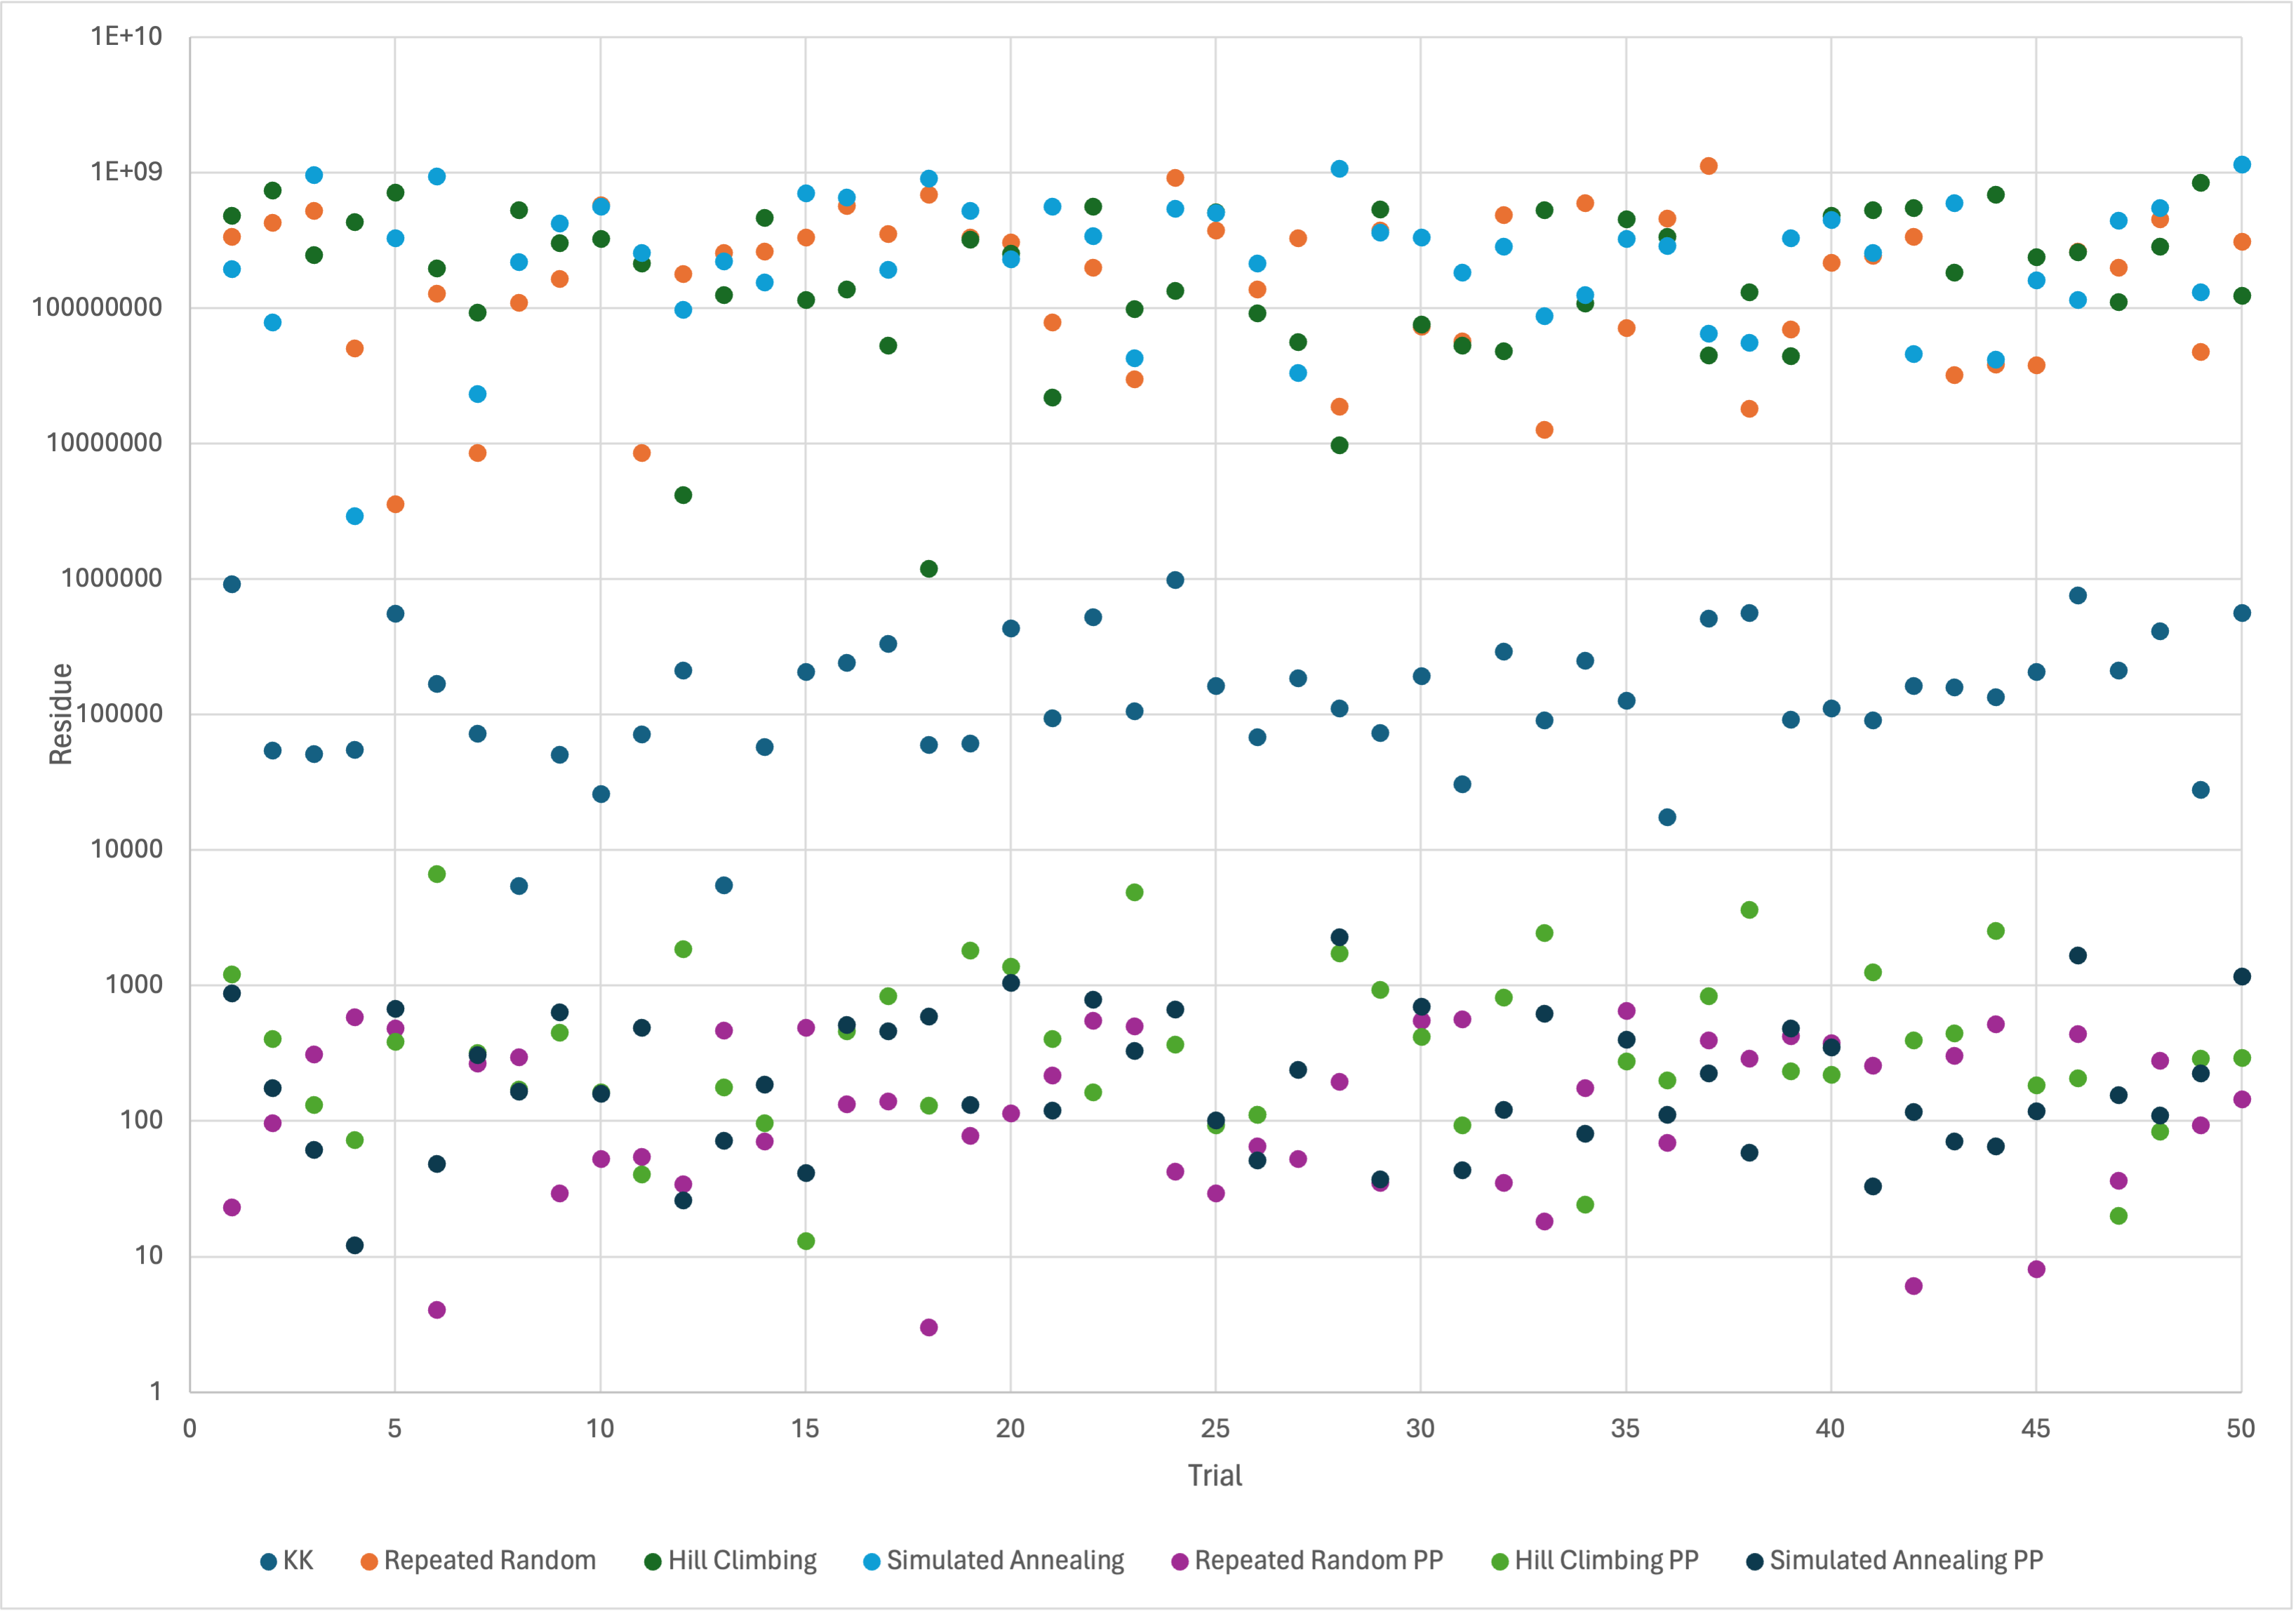 1E+10
1E+09
100000000
10000000
1000000
100000
10000
1000
100
10
1
Residue
0 5 10 15 20 25 30 35 40 45 50
Trial
KK Repeated Random Hill Climbing Simulated Annealing Repeated Random PP Hill Climbing PP Simulated Annealing PP